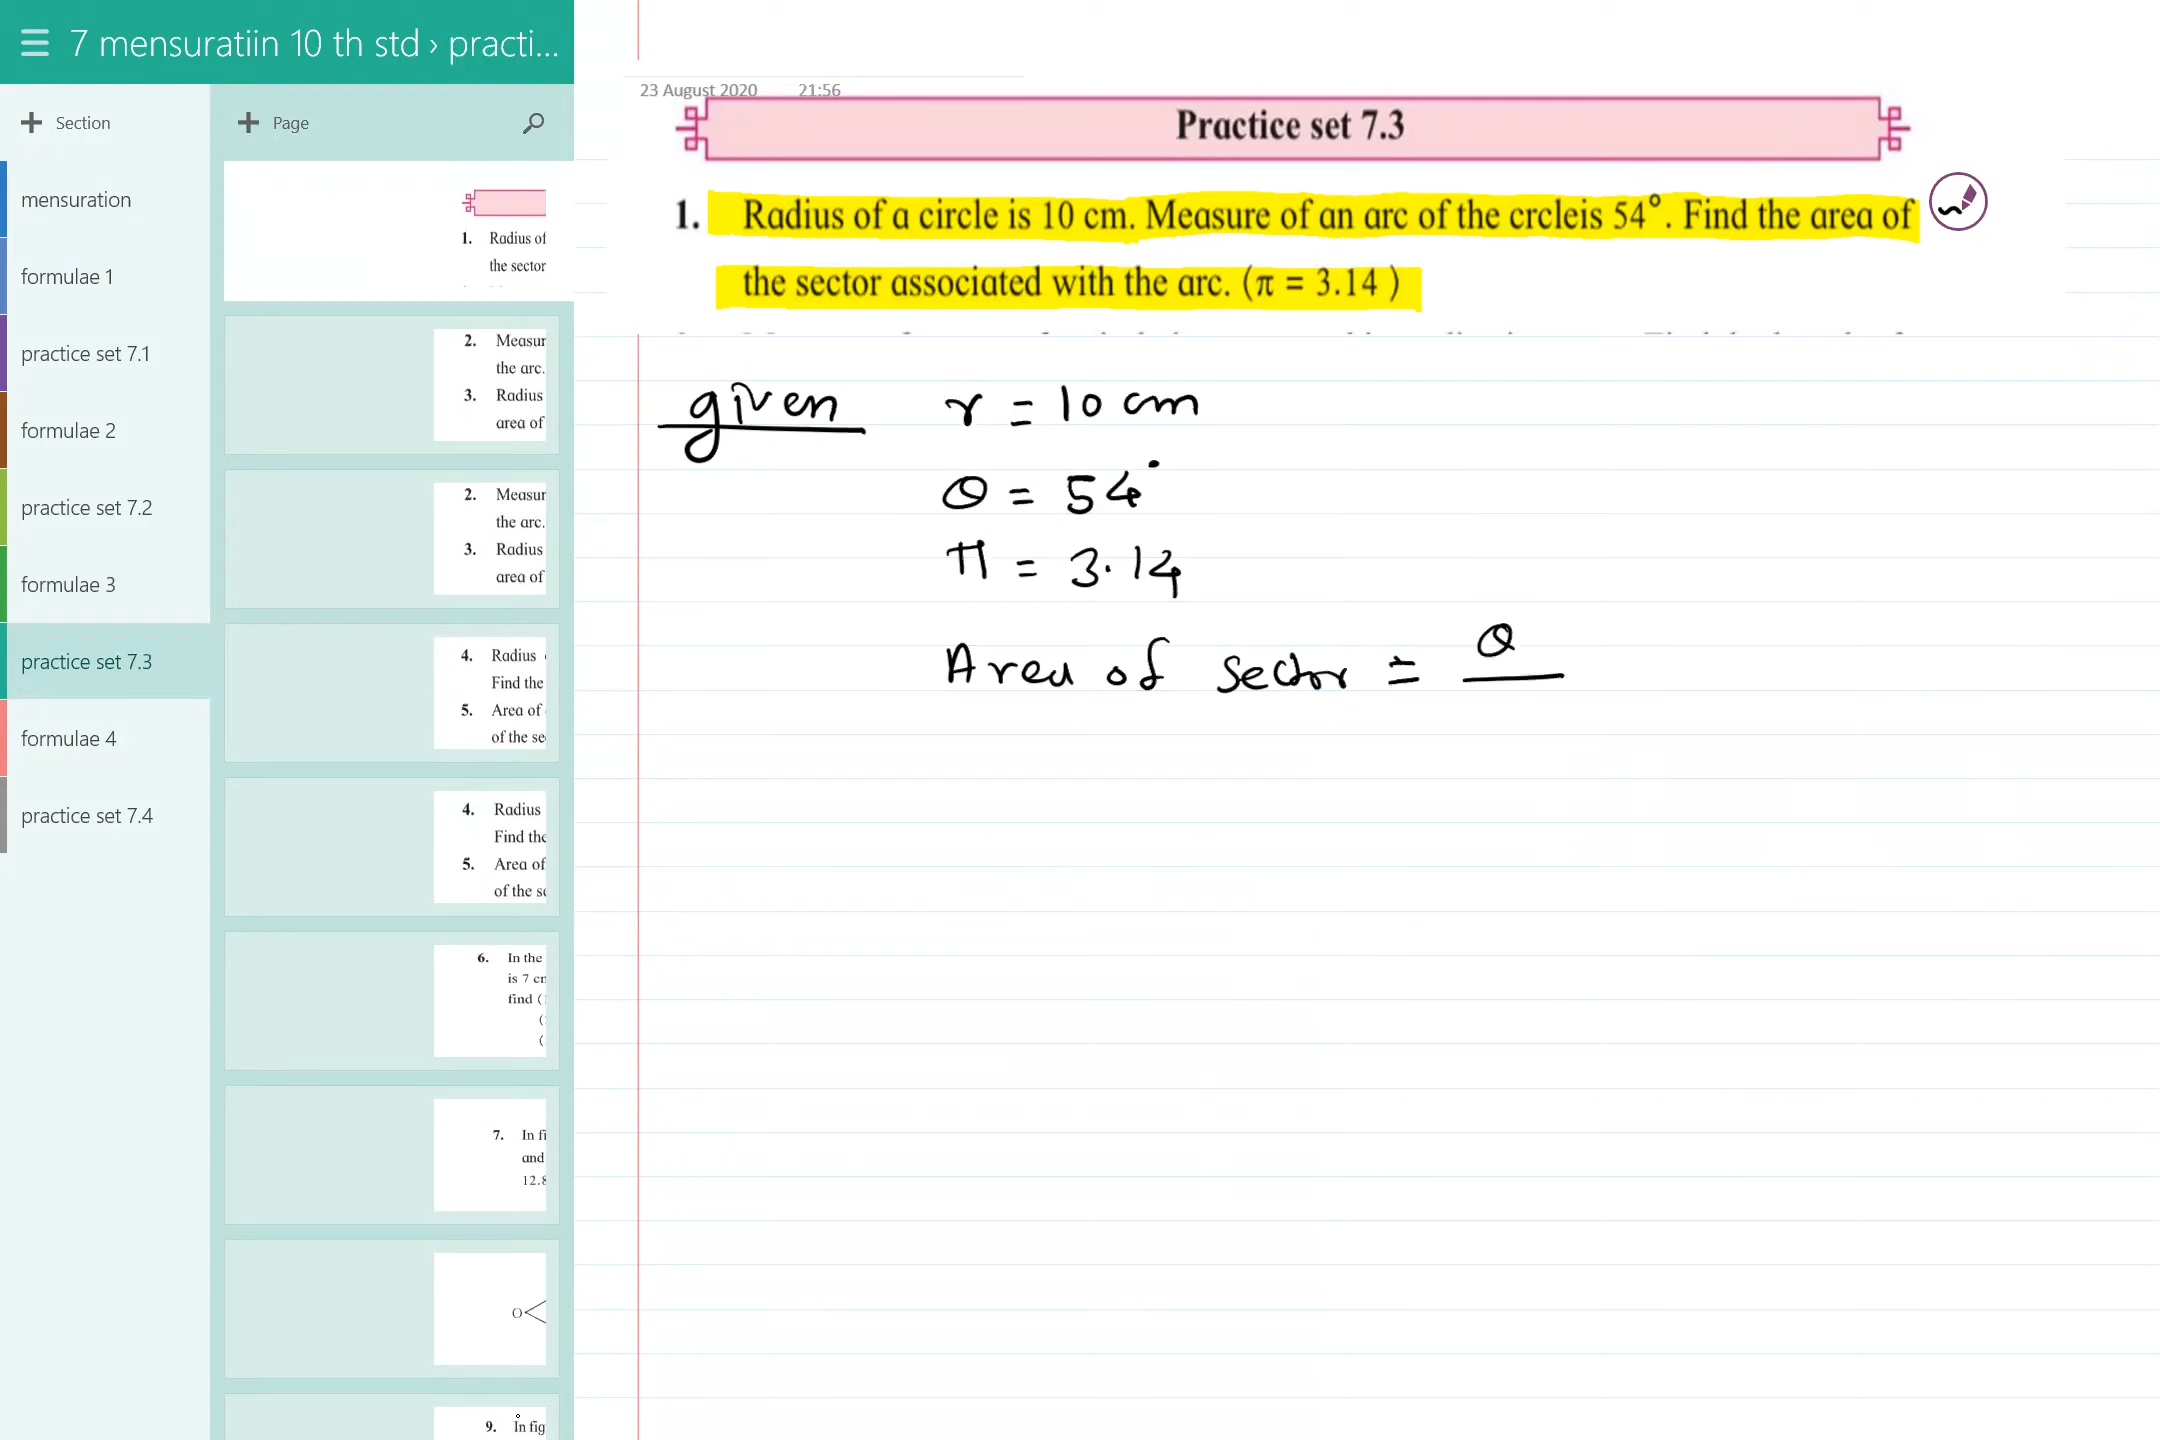 7 mensuratiin 10 th std › practi...
+ Section
mensuration
formulae 1
practice set 7.1
formulae 2
practice set 7.2
formulae 3
practice set 7.3
formulae 4
practice set 7.4
+ Page
1. Radius of
the sector
2. Measur
the arc.
3. Radius
area of
2. Measur
the arc.
3. Radius
area of
4. Radius
Find the
5. Area of
of the se
4. Radius
Find the
5. Area of
of the se
6. In the
is 7 cm
find (
(
(
7. In fi
and
12.8
O
9. In fig
23 August 2020 21:56
Practice set 7.3
1. Radius of a circle is 10 cm. Measure of an arc of the crcleis 54°. Find the area of
the sector associated with the arc. (π = 3.14 )
given r = 10 cm
θ = 54°
π = 3.14
Area of sector = θ